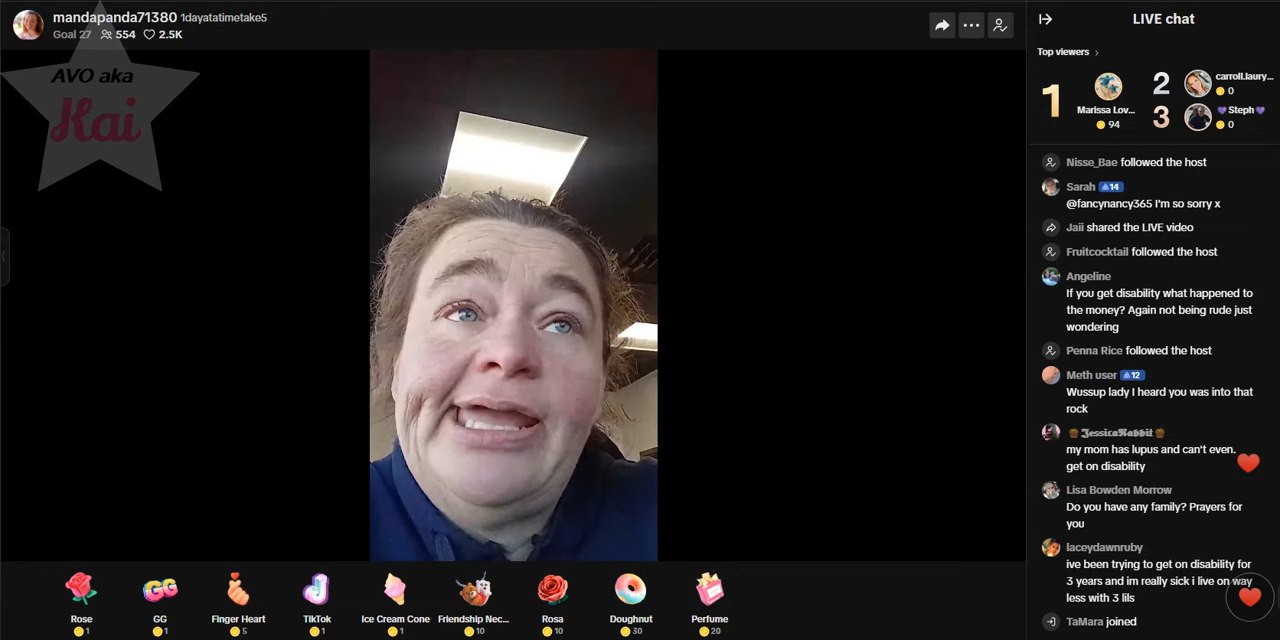 mandapanda71380 1dayatatimetake5
Goal 27 554 2.5K
AVO aka
Kai
LIVE chat
Top viewers >
1 Marissa Lov... 94
2 carroll.laury... 0
3 Steph 0
Nisse_Bae followed the host
Sarah 14
@fancynancy365 I'm so sorry x
Jaii shared the LIVE video
Fruitcocktail followed the host
Angeline
If you get disability what happened to
the money? Again not being rude just
wondering
Penna Rice followed the host
Meth user 12
Wussup lady I heard you was into that
rock
𝕵𝖊𝖘𝖘𝖎𝖈𝖆𝕽𝖆𝖇𝖇𝖎𝖙
my mom has lupus and can't even.
get on disability
Lisa Bowden Morrow
Do you have any family? Prayers for
you
laceydawnruby
ive been trying to get on disability for
3 years and im really sick i live on way
less with 3 lils
TaMara joined
GG
Rose GG Finger Heart TikTok Ice Cream Cone Friendship Nec... Rosa Doughnut Perfume
1 1 5 1 1 10 10 30 20